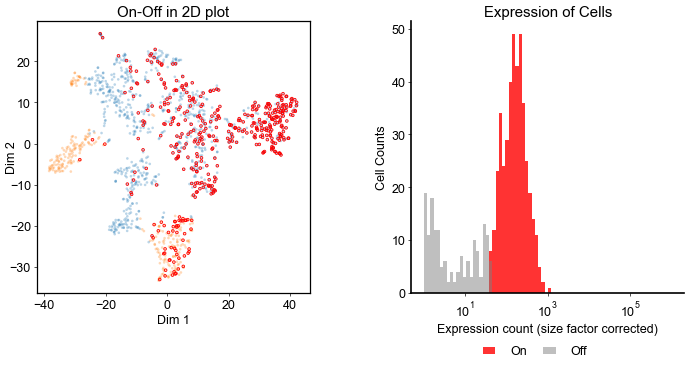 On-Off in 2D plot
Dim 2
20
10
0
−10
−20
−30
−40
−20
0
20
40
Dim 1
Expression of Cells
Cell Counts
50
40
30
20
10
0
10^1
10^3
10^5
Expression count (size factor corrected)
On Off